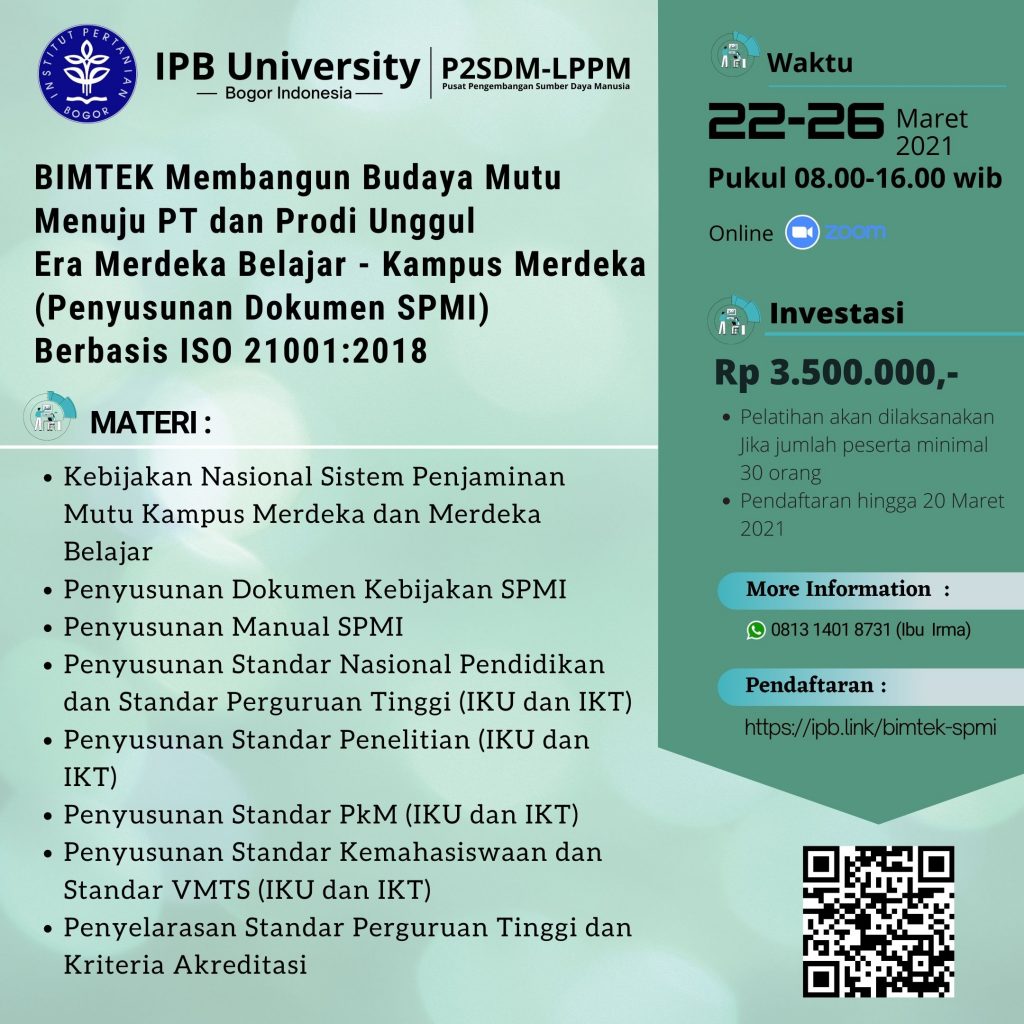 INSTITUT PERTANIAN
BOGOR
IPB University
Bogor Indonesia
P2SDM-LPPM
Pusat Pengembangan Sumber Daya Manusia
BIMTEK Membangun Budaya Mutu
Menuju PT dan Prodi Unggul
Era Merdeka Belajar - Kampus Merdeka
(Penyusunan Dokumen SPMI)
Berbasis ISO 21001:2018
MATERI :
• Kebijakan Nasional Sistem Penjaminan
Mutu Kampus Merdeka dan Merdeka
Belajar
• Penyusunan Dokumen Kebijakan SPMI
• Penyusunan Manual SPMI
• Penyusunan Standar Nasional Pendidikan
dan Standar Perguruan Tinggi (IKU dan IKT)
• Penyusunan Standar Penelitian (IKU dan
IKT)
• Penyusunan Standar PkM (IKU dan IKT)
• Penyusunan Standar Kemahasiswaan dan
Standar VMTS (IKU dan IKT)
• Penyelarasan Standar Perguruan Tinggi dan
Kriteria Akreditasi
Waktu
22-26 Maret
2021
Pukul 08.00-16.00 wib
Online zoom
Investasi
Rp 3.500.000,-
• Pelatihan akan dilaksanakan
Jika jumlah peserta minimal
30 orang
• Pendaftaran hingga 20 Maret
2021
More Information :
0813 1401 8731 (Ibu Irma)
Pendaftaran :
https://ipb.link/bimtek-spmi